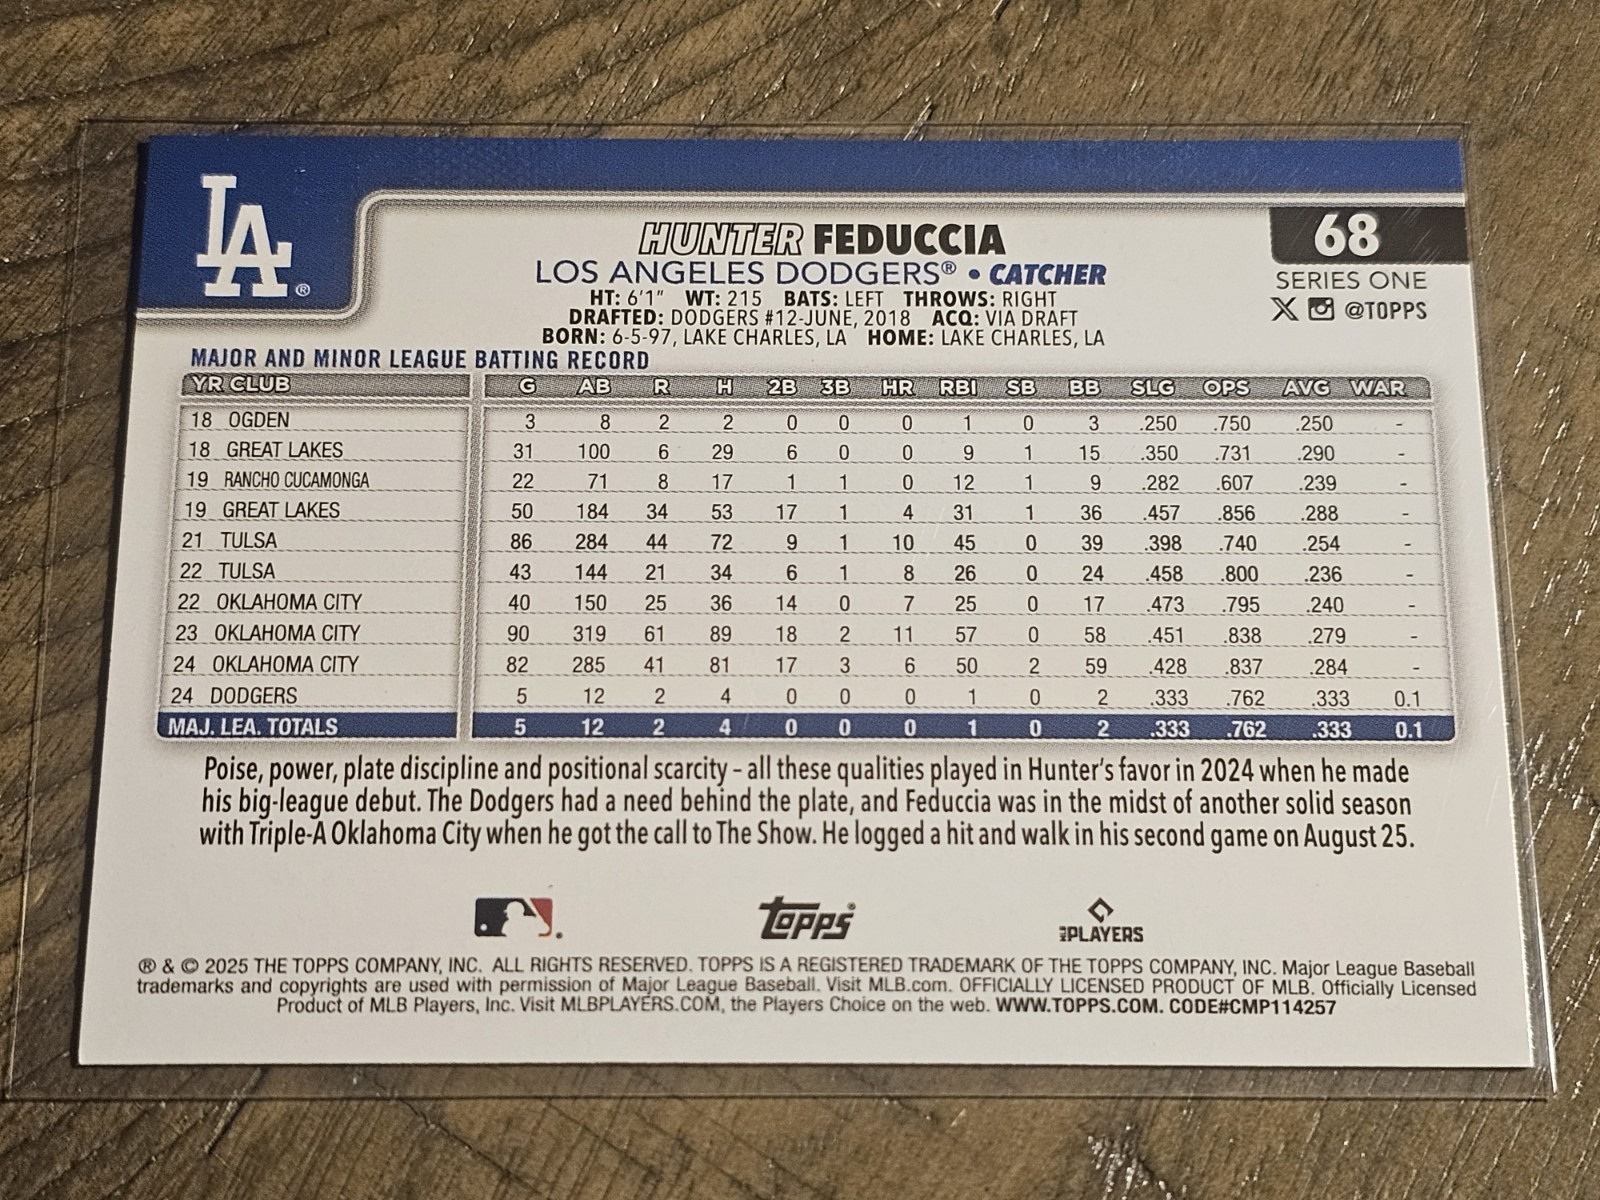 LA®
HUNTER FEDUCCIA
68
LOS ANGELES DODGERS® • CATCHER
SERIES ONE
HT: 6'1" WT: 215 BATS: LEFT THROWS: RIGHT
@TOPPS
DRAFTED: DODGERS #12-JUNE, 2018 ACQ: VIA DRAFT
BORN: 6-5-97, LAKE CHARLES, LA HOME: LAKE CHARLES, LA
MAJOR AND MINOR LEAGUE BATTING RECORD
YR CLUB G AB R H 2B 3B HR RBI SB BB SLG OPS AVG WAR
18 OGDEN 3 8 2 2 0 0 0 1 0 3 .250 .750 .250 -
18 GREAT LAKES 31 100 6 29 6 0 0 9 1 15 .350 .731 .290 -
19 RANCHO CUCAMONGA 22 71 8 17 1 1 0 12 1 9 .282 .607 .239 -
19 GREAT LAKES 50 184 34 53 17 1 4 31 1 36 .457 .856 .288 -
21 TULSA 86 284 44 72 9 1 10 45 0 39 .398 .740 .254 -
22 TULSA 43 144 21 34 6 1 8 26 0 24 .458 .800 .236 -
22 OKLAHOMA CITY 40 150 25 36 14 0 7 25 0 17 .473 .795 .240 -
23 OKLAHOMA CITY 90 319 61 89 18 2 11 57 0 58 .451 .838 .279 -
24 OKLAHOMA CITY 82 285 41 81 17 3 6 50 2 59 .428 .837 .284 -
24 DODGERS 5 12 2 4 0 0 0 1 0 2 .333 .762 .333 0.1
MAJ. LEA. TOTALS 5 12 2 4 0 0 0 1 0 2 .333 .762 .333 0.1
Poise, power, plate discipline and positional scarcity – all these qualities played in Hunter's favor in 2024 when he made
his big-league debut. The Dodgers had a need behind the plate, and Feduccia was in the midst of another solid season
with Triple-A Oklahoma City when he got the call to The Show. He logged a hit and walk in his second game on August 25.
Topps®
MLB PLAYERS
® & © 2025 THE TOPPS COMPANY, INC. ALL RIGHTS RESERVED. TOPPS IS A REGISTERED TRADEMARK OF THE TOPPS COMPANY, INC. Major League Baseball
trademarks and copyrights are used with permission of Major League Baseball. Visit MLB.com. OFFICIALLY LICENSED PRODUCT OF MLB. Officially Licensed
Product of MLB Players, Inc. Visit MLBPLAYERS.COM, the Players Choice on the web. WWW.TOPPS.COM. CODE#CMP114257